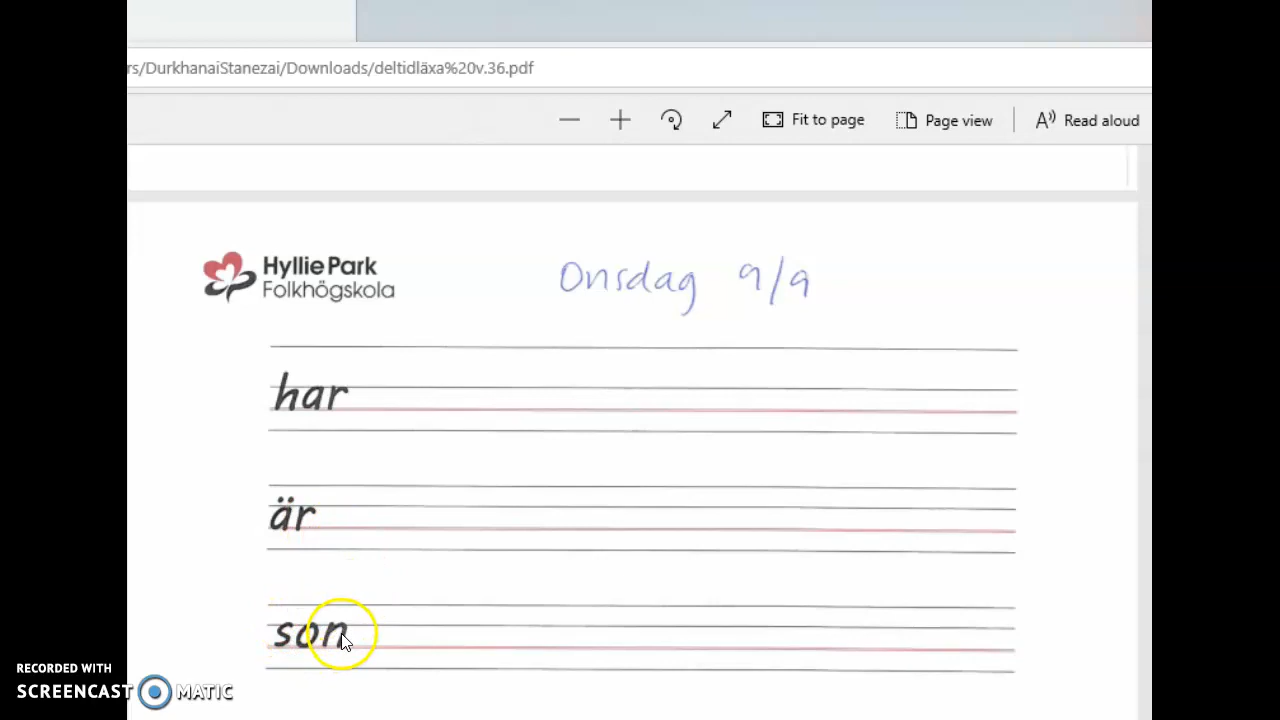 rs/DurkhanaiStanezai/Downloads/deltidläxa%20v.36.pdf
Fit to page
Page view
Read aloud
Hyllie Park
Folkhögskola
Onsdag 9/9
har
är
son
RECORDED WITH
SCREENCAST MATIC